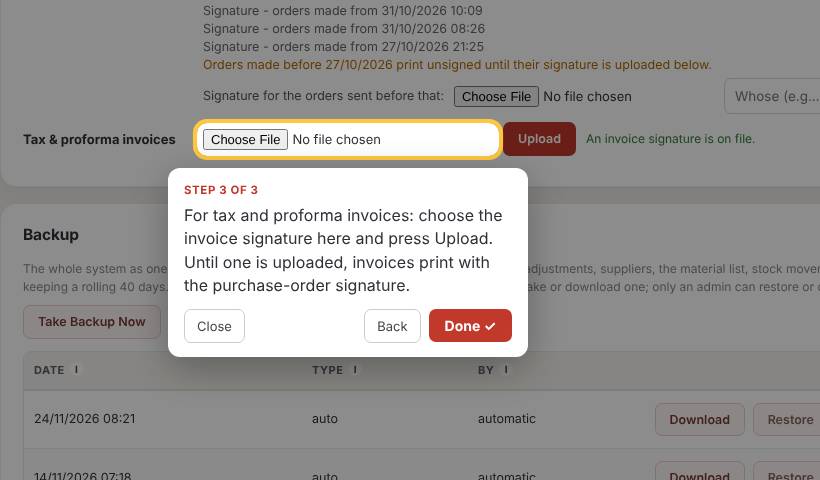 Signature - orders made from 31/10/2026 10:09
Signature - orders made from 31/10/2026 08:26
Signature - orders made from 27/10/2026 21:25
Orders made before 27/10/2026 print unsigned until their signature is uploaded below.
Signature for the orders sent before that: Choose File No file chosen Whose (e.g...
Tax & proforma invoices Choose File No file chosen Upload An invoice signature is on file.
STEP 3 OF 3
For tax and proforma invoices: choose the
invoice signature here and press Upload.
Until one is uploaded, invoices print with
the purchase-order signature.
Close Back Done ✓
Backup
The whole system as one adjustments, suppliers, the material list, stock mover
keeping a rolling 40 days. ake or download one; only an admin can restore or
Take Backup Now
DATE TYPE BY
24/11/2026 08:21 auto automatic Download Restore
14/11/2026 07:18 auto automatic Download Restore